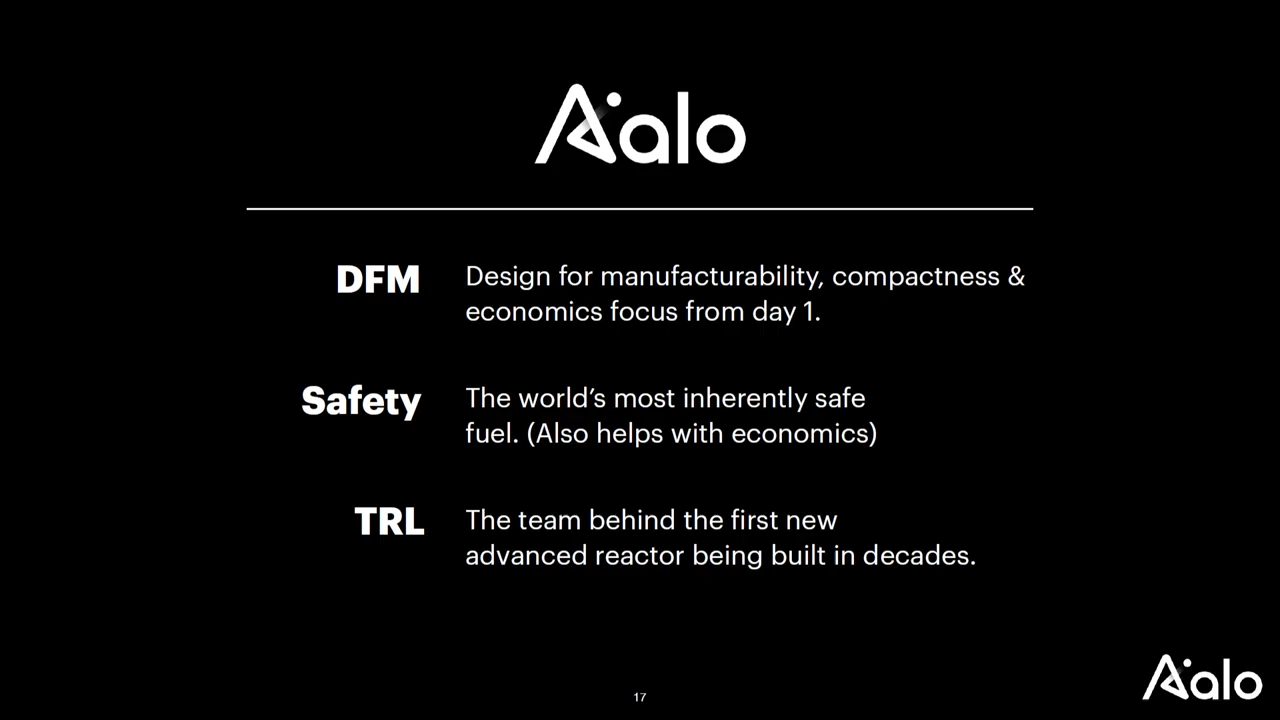 Aalo
DFM
Design for manufacturability, compactness &
economics focus from day 1.
Safety
The world’s most inherently safe
fuel. (Also helps with economics)
TRL
The team behind the first new
advanced reactor being built in decades.
17
Aalo